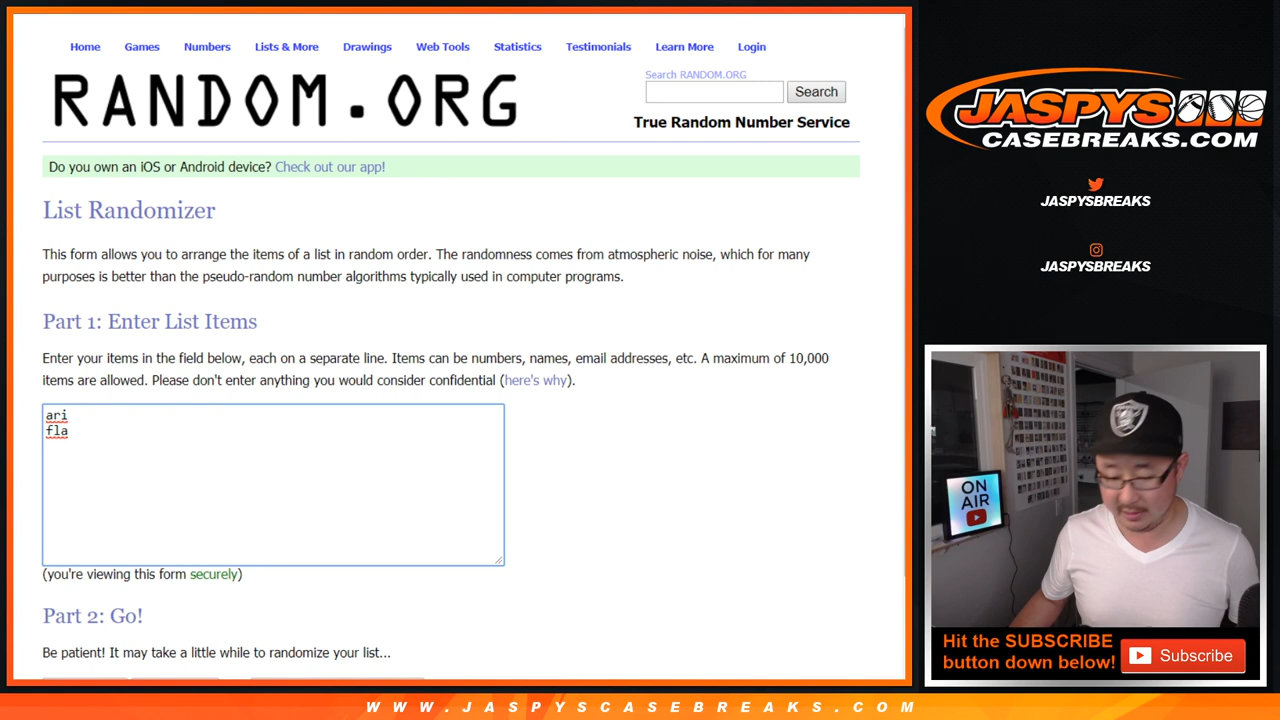 Home Games Numbers Lists & More Drawings Web Tools Statistics Testimonials Learn More Login
RANDOM.ORG
Search RANDOM.ORG
Search
True Random Number Service
Do you own an iOS or Android device? Check out our app!
List Randomizer
This form allows you to arrange the items of a list in random order. The randomness comes from atmospheric noise, which for many
purposes is better than the pseudo-random number algorithms typically used in computer programs.
Part 1: Enter List Items
Enter your items in the field below, each on a separate line. Items can be numbers, names, email addresses, etc. A maximum of 10,000
items are allowed. Please don't enter anything you would consider confidential (here's why).
ari
fla
(you're viewing this form securely)
Part 2: Go!
Be patient! It may take a little while to randomize your list...
JASPYS
CASEBREAKS.COM
JASPYSBREAKS
JASPYSBREAKS
ON
AIR
Hit the SUBSCRIBE
button down below!
Subscribe
WWW.JASPYSCASEBREAKS.COM